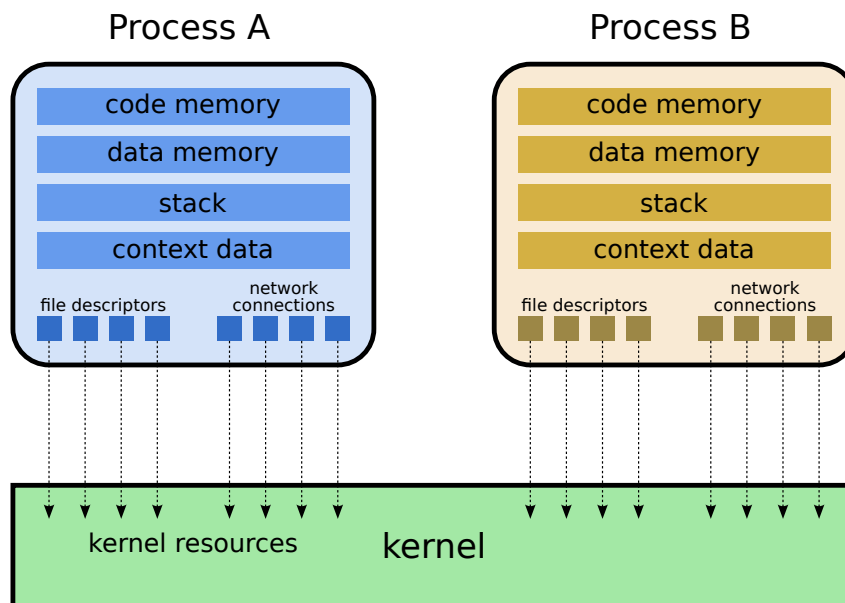 Process A
Process B
code memory
data memory
stack
context data
file descriptors
network
connections
code memory
data memory
stack
context data
file descriptors
network
connections
kernel resources
kernel